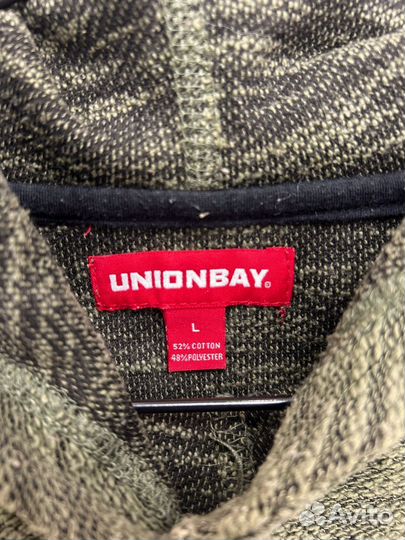 UNIONBAY®
L
52% COTTON
48% POLYESTER
Avito